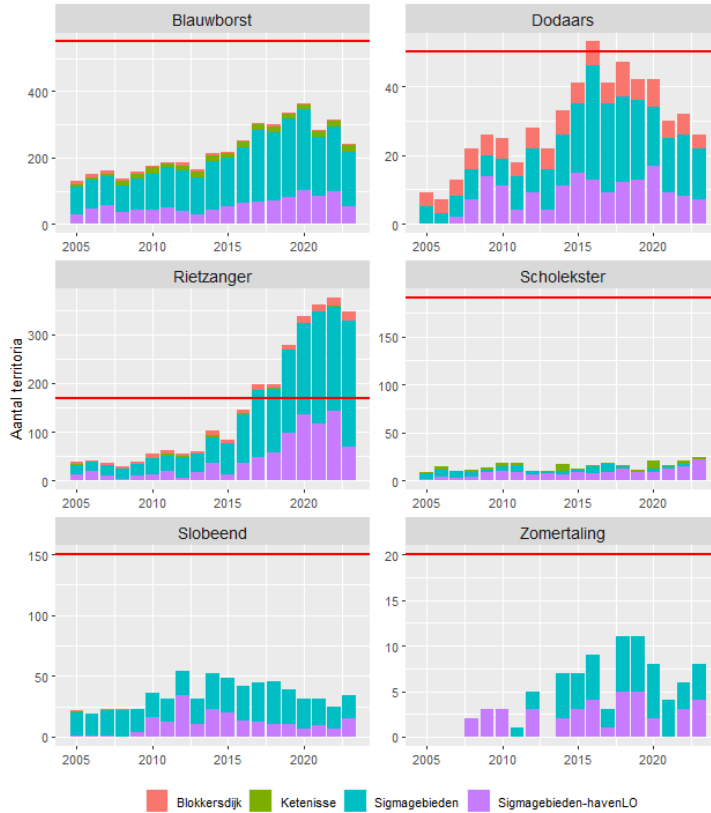 Blauwborst
Dodaars
400
200
0
2005 2010 2015 2020
40
20
0
2005 2010 2015 2020
Rietzanger
Scholekster
Aantal territoria
300
200
100
0
2005 2010 2015 2020
150
100
50
0
2005 2010 2015 2020
Slobeend
Zomertaling
150
100
50
0
2005 2010 2015 2020
20
15
10
5
0
2005 2010 2015 2020
Blokkersdijk Ketenisse Sigmagebieden Sigmagebieden-havenLO